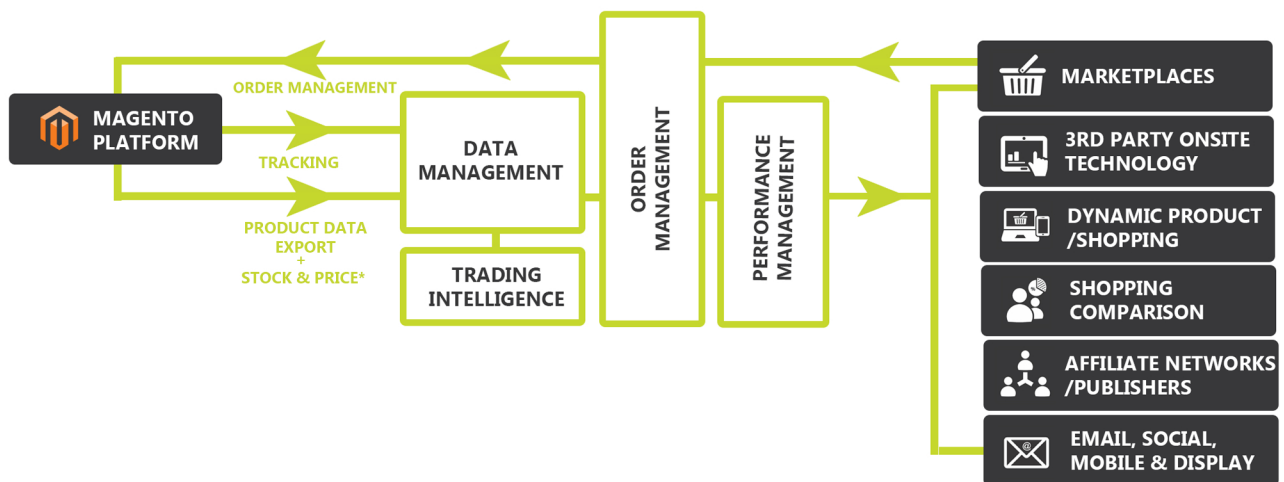 ORDER MANAGEMENT
MAGENTO
PLATFORM
TRACKING
PRODUCT DATA
EXPORT
+
STOCK & PRICE*
DATA
MANAGEMENT
TRADING
INTELLIGENCE
ORDER
MANAGEMENT
PERFORMANCE
MANAGEMENT
MARKETPLACES
3RD PARTY ONSITE
TECHNOLOGY
DYNAMIC PRODUCT
/SHOPPING
SHOPPING
COMPARISON
AFFILIATE NETWORKS
/PUBLISHERS
@
EMAIL, SOCIAL,
MOBILE & DISPLAY